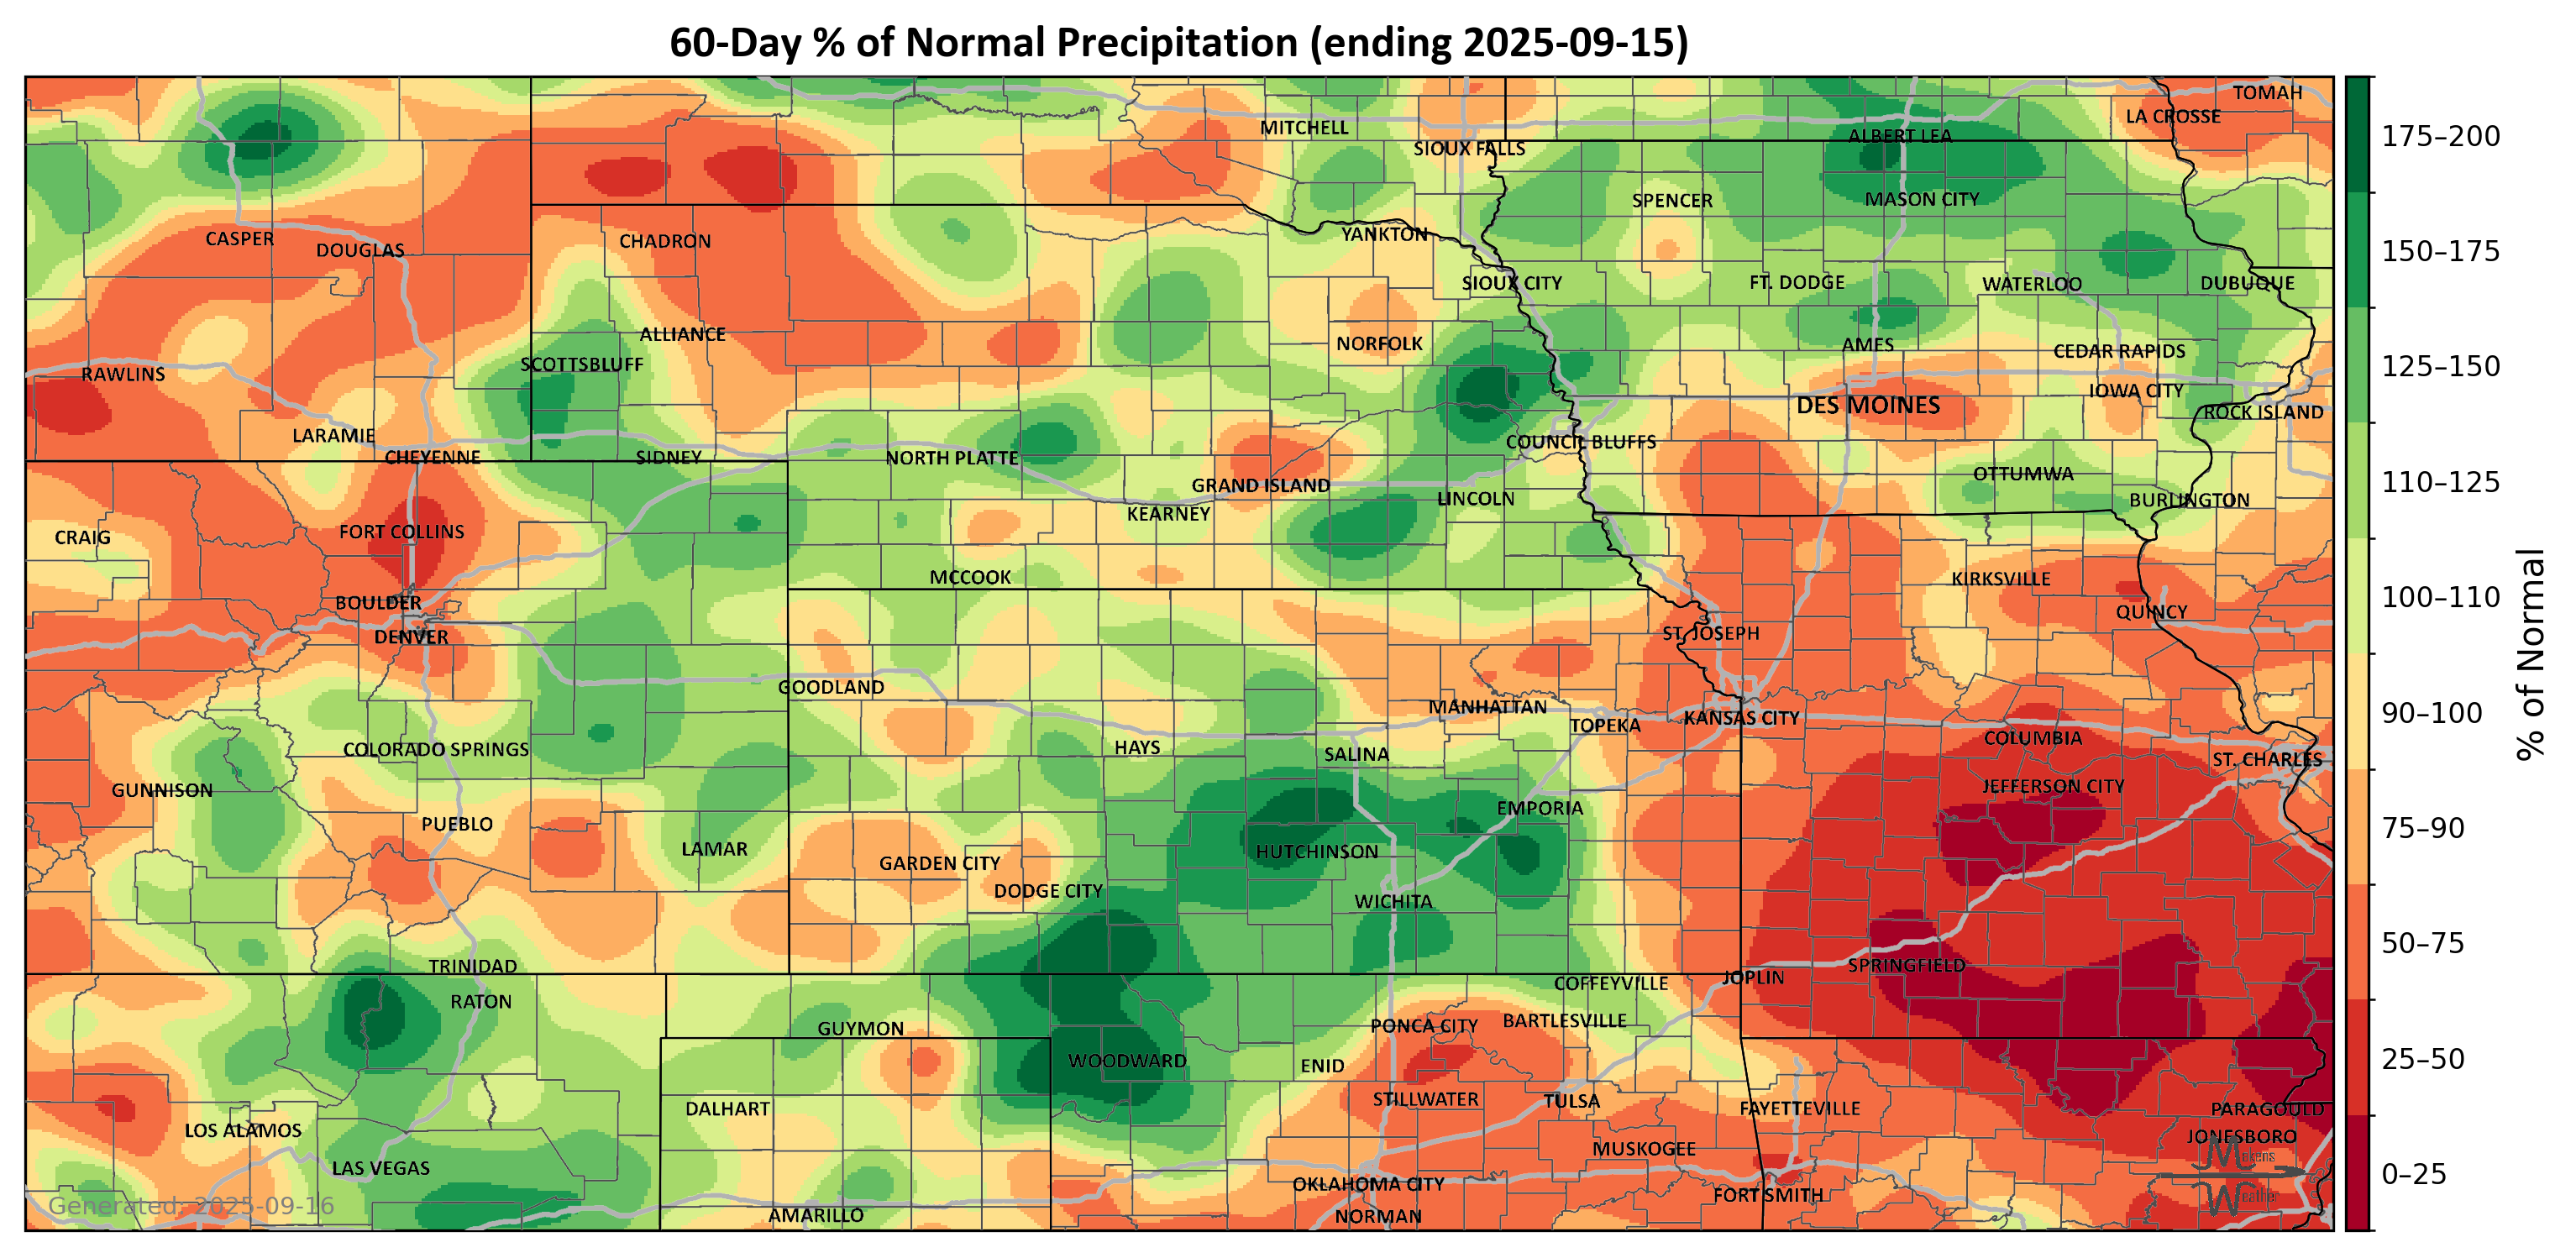 60-Day % of Normal Precipitation (ending 2025-09-15)
TOMAH
LA CROSSE
MITCHELL
SIOUX FALLS
ALBERT LEA
SPENCER
MASON CITY
CASPER
DOUGLAS
CHADRON
YANKTON
SIOUX CITY
FT. DODGE
WATERLOO
DUBUQUE
ALLIANCE
NORFOLK
AMES
CEDAR RAPIDS
SCOTTSBLUFF
RAWLINS
IOWA CITY
DES MOINES
ROCK ISLAND
LARAMIE
COUNCIL BLUFFS
CHEYENNE
SIDNEY
NORTH PLATTE
OTTUMWA
GRAND ISLAND
LINCOLN
BURLINGTON
KEARNEY
CRAIG
FORT COLLINS
MCCOOK
KIRKSVILLE
BOULDER
QUINCY
DENVER
ST. JOSEPH
GOODLAND
MANHATTAN
TOPEKA
KANSAS CITY
COLUMBIA
COLORADO SPRINGS
HAYS
SALINA
ST. CHARLES
GUNNISON
JEFFERSON CITY
EMPORIA
PUEBLO
LAMAR
HUTCHINSON
GARDEN CITY
DODGE CITY
WICHITA
TRINIDAD
SPRINGFIELD
JOPLIN
COFFEYVILLE
RATON
GUYMON
PONCA CITY
BARTLESVILLE
WOODWARD
ENID
STILLWATER
TULSA
DALHART
FAYETTEVILLE
PARAGOULD
LOS ALAMOS
JONESBORO
MUSKOGEE
Makens
LAS VEGAS
OKLAHOMA CITY
FORT SMITH
Weather
AMARILLO
NORMAN
Generated: 2025-09-16
175–200
150–175
125–150
110–125
100–110
90–100
75–90
50–75
25–50
0–25
% of Normal